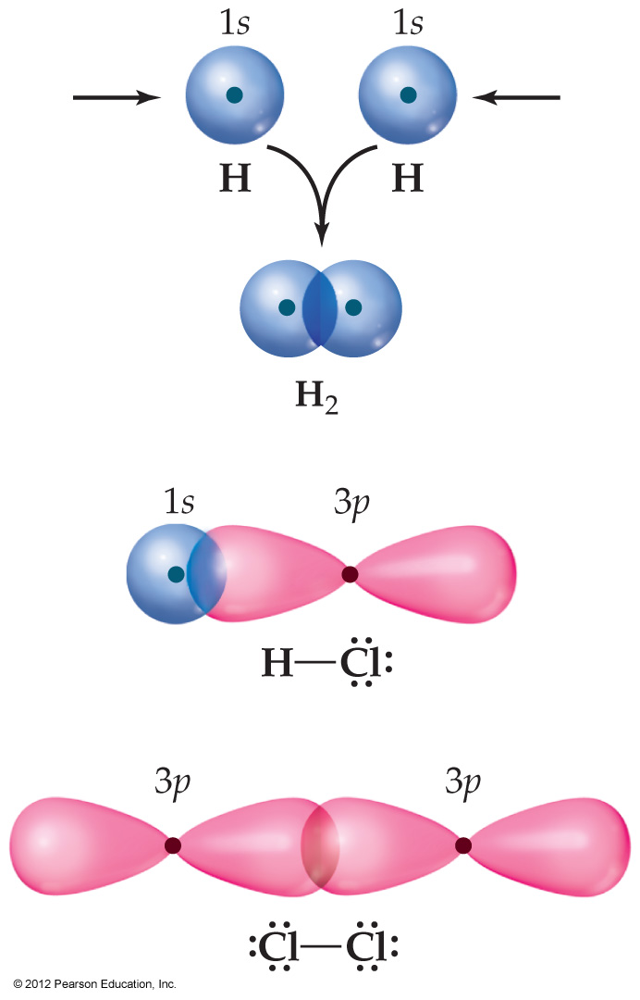 1s 1s
H H
H₂
1s 3p
H—Cl:
3p 3p
:Cl—Cl:
© 2012 Pearson Education, Inc.